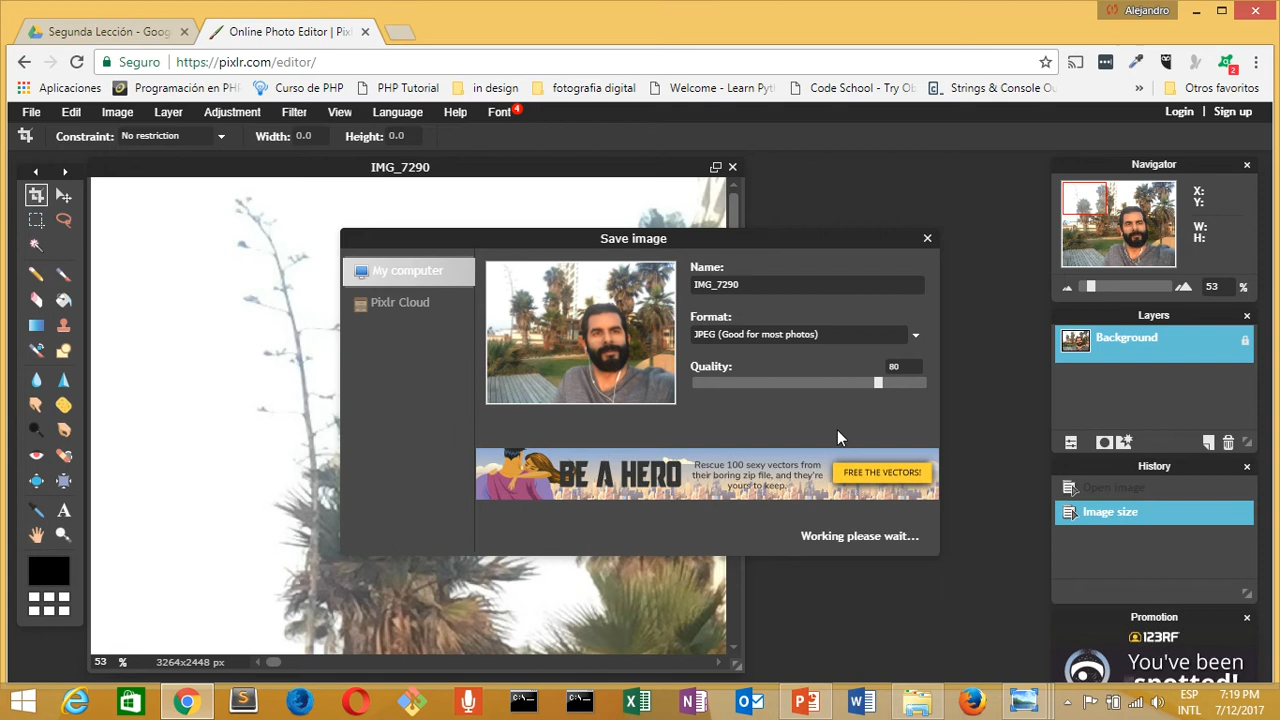 Alejandro
Segunda Lección - Goog
Online Photo Editor | Pixl
Seguro
https://pixlr.com/editor/
2
Aplicaciones
Programación en PH
Curso de PHP
PHP Tutorial
in design
fotografia digital
Welcome - Learn Pyth
Code School - Try Ob
Strings & Console Ou
»
Otros favoritos
File Edit Image Layer Adjustment Filter View Language Help Font 4
Login Sign up
Constraint: No restriction Width: 0.0 Height: 0.0
IMG_7290
Navigator
X:
Y:
W:
H:
53 %
Save image
My computer
Pixlr Cloud
Name:
IMG_7290
Format:
JPEG (Good for most photos)
Quality: 80
BE A HERO
Rescue 100 sexy vectors from
their boring zip file, and they're
yours to keep.
FREE THE VECTORS!
Working please wait...
Layers
Background
History
Open image
Image size
Promotion
123RF
You've been
spotted!
53 % 3264x2448 px
ESP
INTL
7:19 PM
7/12/2017